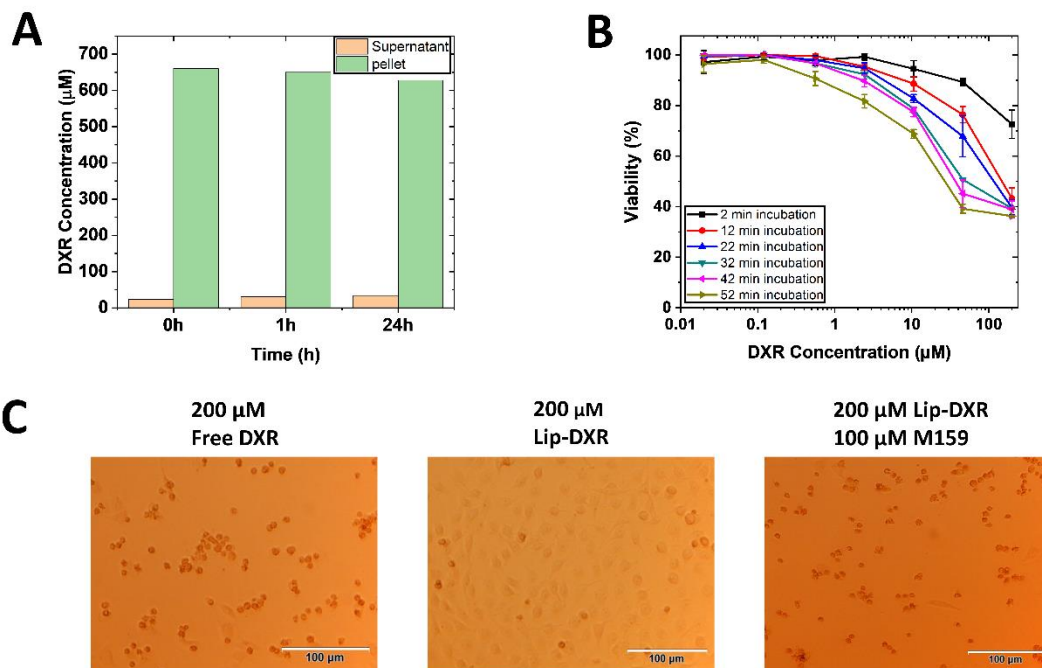 A
700
600
500
400
300
200
100
0
DXR Concentration (µM)
Supernatant
pellet
0h
1h
24h
Time (h)
B
100
80
60
40
20
0
Viability (%)
2 min incubation
12 min incubation
22 min incubation
32 min incubation
42 min incubation
52 min incubation
0.01
0.1
1
10
100
DXR Concentration (µM)
C
200 µM
Free DXR
200 µM
Lip-DXR
200 µM Lip-DXR
100 µM M159
100 µm
100 µm
100 µm